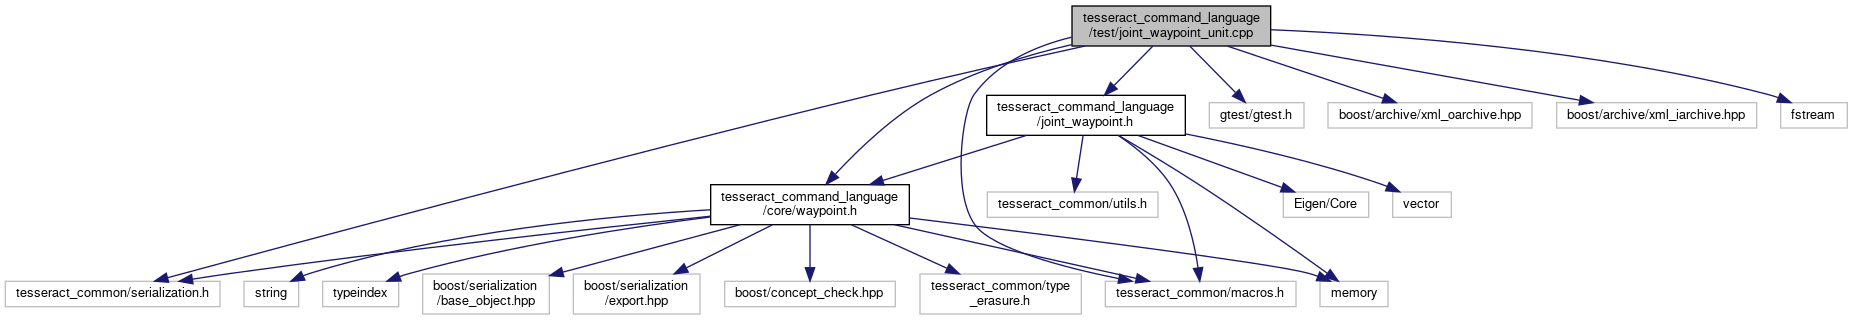 tesseract_command_language
/test/joint_waypoint_unit.cpp
tesseract_command_language
/joint_waypoint.h
gtest/gtest.h
boost/archive/xml_oarchive.hpp
boost/archive/xml_iarchive.hpp
fstream
tesseract_command_language
/core/waypoint.h
tesseract_common/utils.h
Eigen/Core
vector
tesseract_common/serialization.h
string
typeindex
boost/serialization
/base_object.hpp
boost/serialization
/export.hpp
boost/concept_check.hpp
tesseract_common/type
_erasure.h
tesseract_common/macros.h
memory